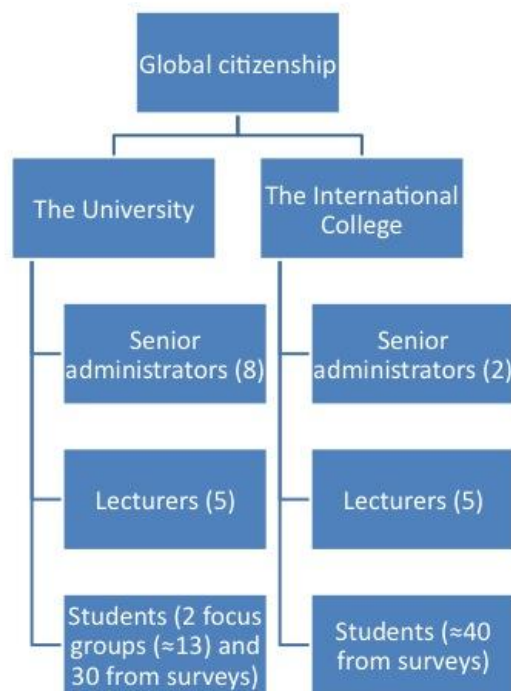 Global citizenship
The University
The International
College
Senior
administrators (8)
Senior
administrators (2)
Lecturers (5)
Lecturers (5)
Students (2 focus
groups (≈13) and
30 from surveys)
Students (≈40
from surveys)